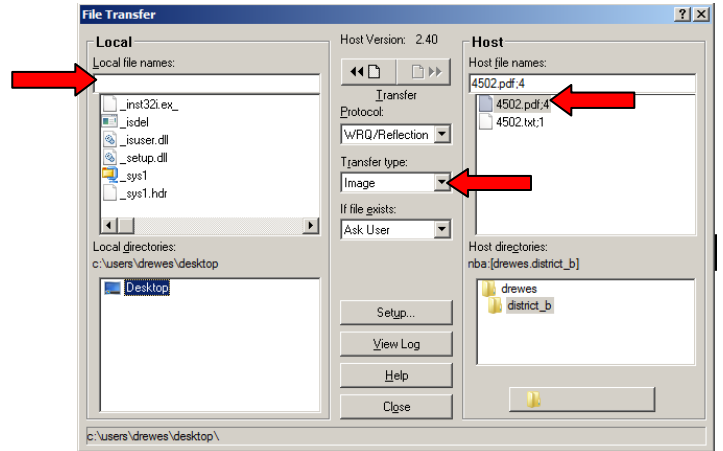 File Transfer
Local
Local file names:
_inst32i.ex_
_isdel
_isuser.dll
_setup.dll
_sys1
_sys1.hdr
Local directories:
c:\users\drewes\desktop
Desktop
Host Version: 2.40
Transfer
Protocol:
WRQ/Reflection
Transfer type:
Image
If file exists:
Ask User
Setup...
View Log
Help
Close
Host
Host file names:
4502.pdf;4
4502.pdf;4
4502.txt;1
Host directories:
nba:[drewes.district_b]
drewes
district_b
c:\users\drewes\desktop\